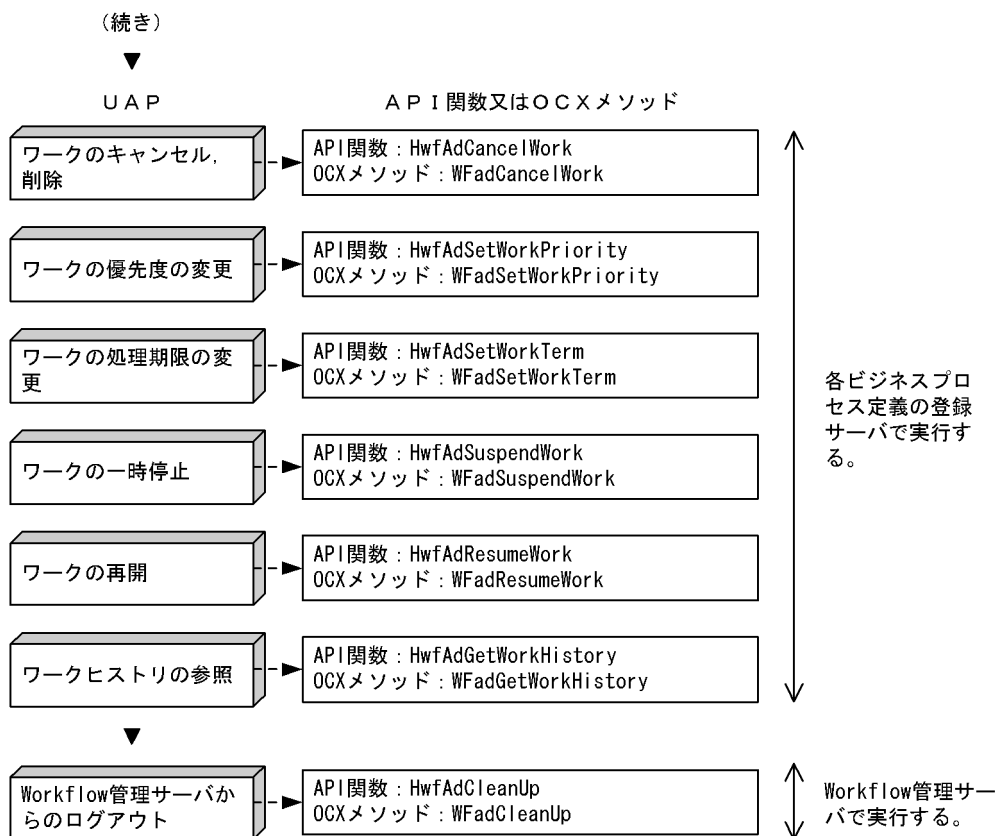 (続き)
▼
ＵＡＰ
ＡＰＩ関数又はＯＣＸメソッド
ワークのキャンセル,
削除
API関数：HwfAdCancelWork
OCXメソッド：WFadCancelWork
ワークの優先度の変更
API関数：HwfAdSetWorkPriority
OCXメソッド：WFadSetWorkPriority
ワークの処理期限の変
更
API関数：HwfAdSetWorkTerm
OCXメソッド：WFadSetWorkTerm
ワークの一時停止
API関数：HwfAdSuspendWork
OCXメソッド：WFadSuspendWork
ワークの再開
API関数：HwfAdResumeWork
OCXメソッド：WFadResumeWork
ワークヒストリの参照
API関数：HwfAdGetWorkHistory
OCXメソッド：WFadGetWorkHistory
各ビジネスプロ
セス定義の登録
サーバで実行す
る。
▼
Workflow管理サーバか
らのログアウト
API関数：HwfAdCleanUp
OCXメソッド：WFadCleanUp
Workflow管理サー
バで実行する。